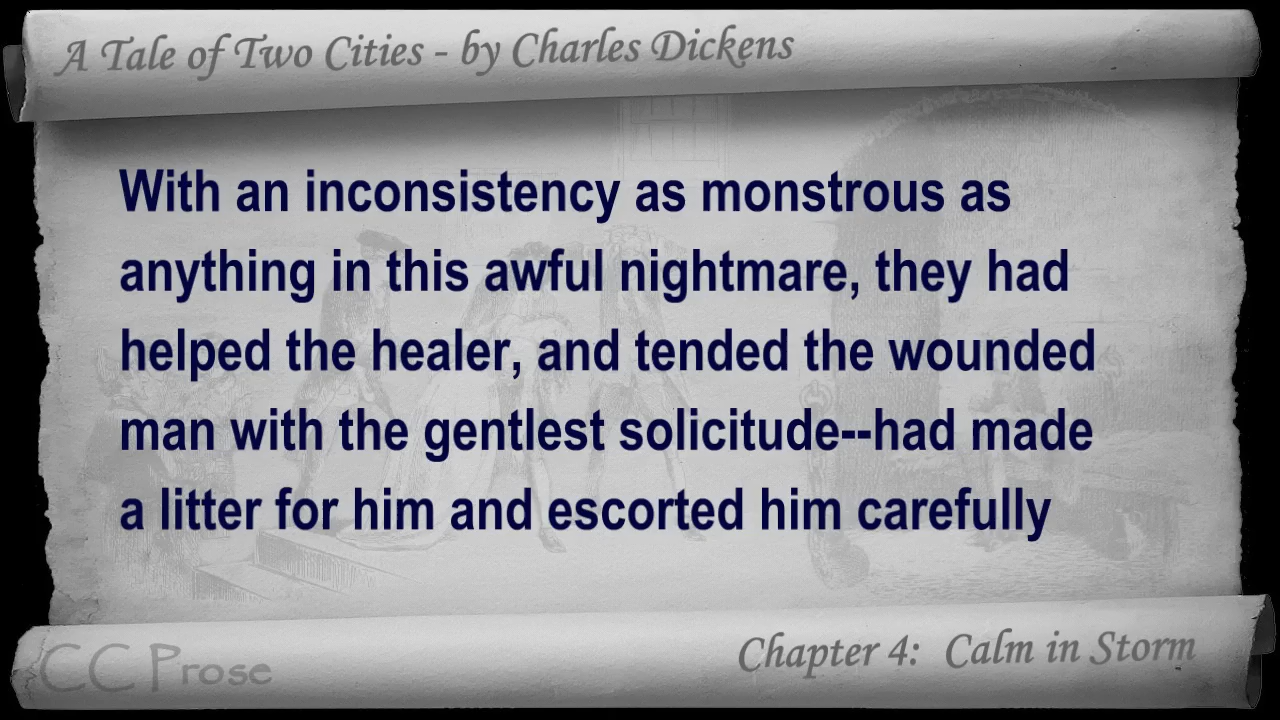 A Tale of Two Cities - by Charles Dickens
With an inconsistency as monstrous as
anything in this awful nightmare, they had
helped the healer, and tended the wounded
man with the gentlest solicitude--had made
a litter for him and escorted him carefully
CC Prose
Chapter 4: Calm in Storm